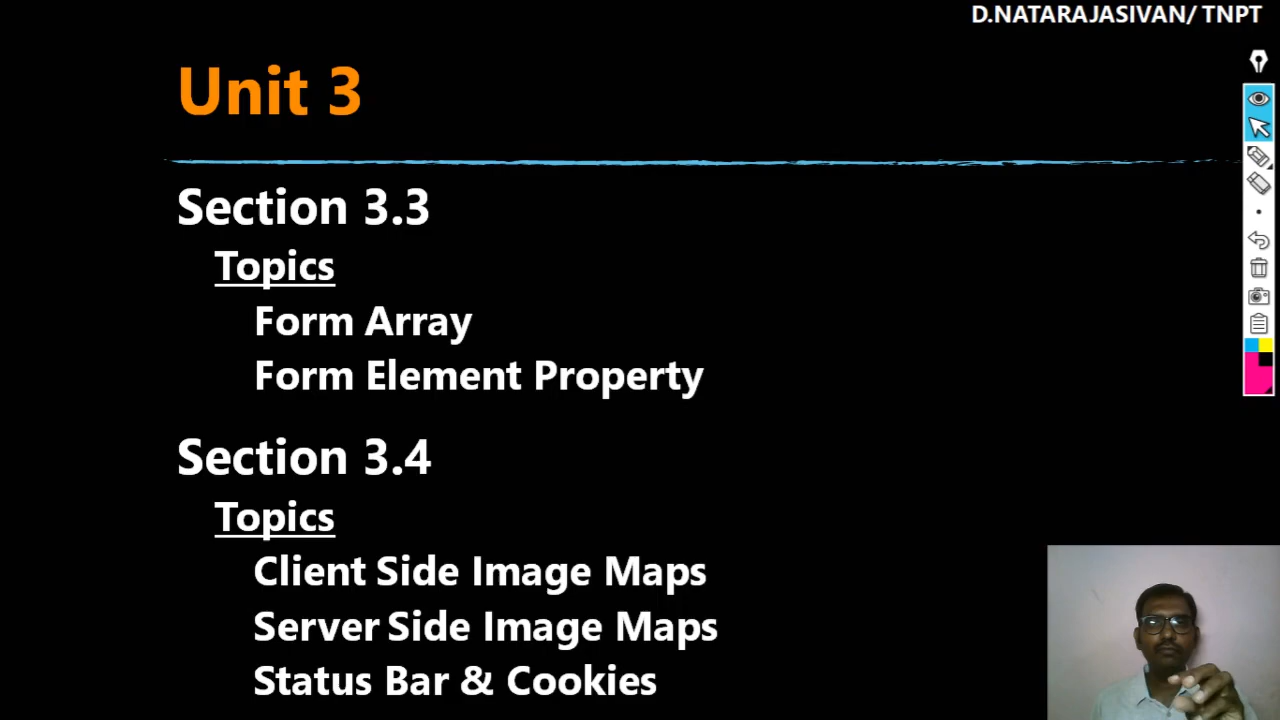 D.NATARAJASIVAN/ TNPT
Unit 3
Section 3.3
Topics
Form Array
Form Element Property
Section 3.4
Topics
Client Side Image Maps
Server Side Image Maps
Status Bar & Cookies